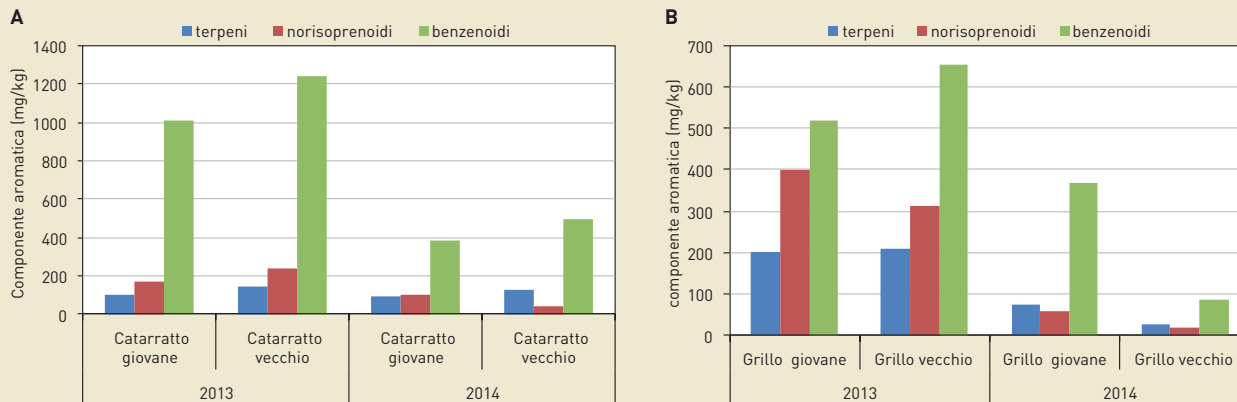 A
terpeni norisoprenoidi benzenoidi
Componente aromatica (mg/kg)
1400
1200
1000
800
600
400
200
0
Catarratto giovane
Catarratto vecchio
Catarratto giovane
Catarratto vecchio
2013 2014
B
terpeni norisoprenoidi benzenoidi
componente aromatica (mg/kg)
700
600
500
400
300
200
100
0
Grillo giovane Grillo vecchio Grillo giovane Grillo vecchio
2013 2014